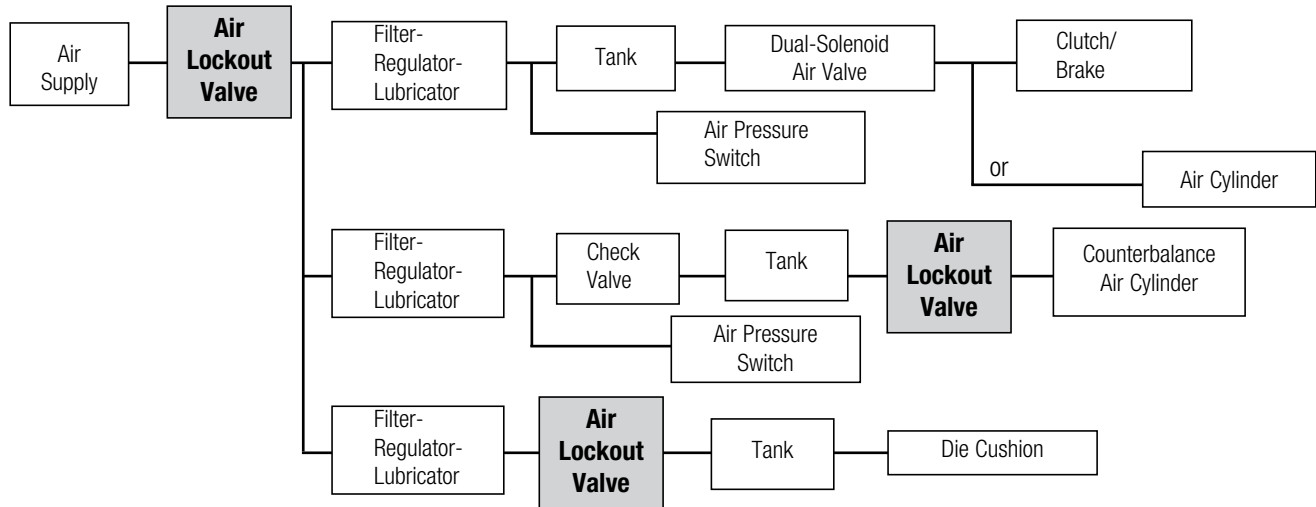 Air
Supply
Air
Lockout
Valve
Filter-
Regulator-
Lubricator
Tank
Dual-Solenoid
Air Valve
Clutch/
Brake
Air Pressure
Switch
or
Air Cylinder
Filter-
Regulator-
Lubricator
Check
Valve
Tank
Air
Lockout
Valve
Counterbalance
Air Cylinder
Air Pressure
Switch
Filter-
Regulator-
Lubricator
Air
Lockout
Valve
Tank
Die Cushion